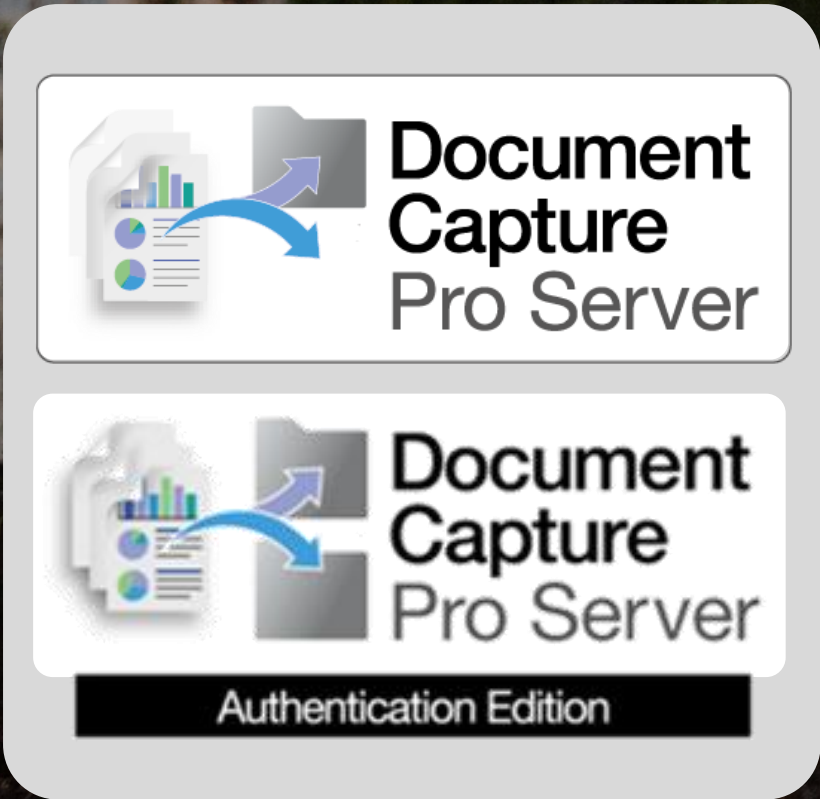 Document
Capture
Pro Server
Document
Capture
Pro Server
Authentication Edition